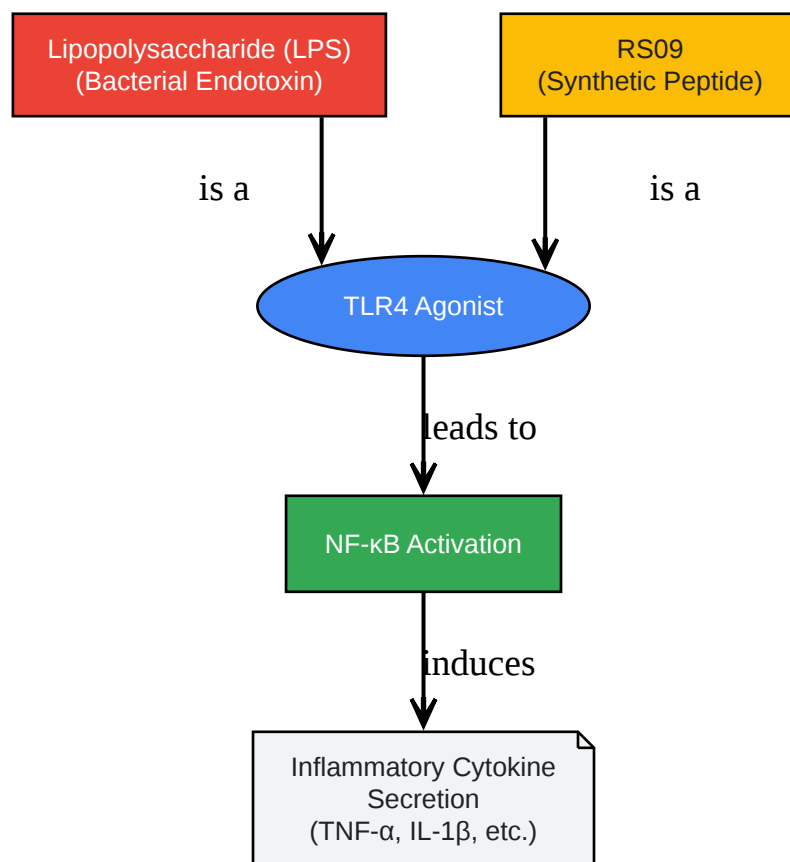 Lipopolysaccharide (LPS)
(Bacterial Endotoxin)
RS09
(Synthetic Peptide)
is a
is a
TLR4 Agonist
leads to
NF-κB Activation
induces
Inflammatory Cytokine
Secretion
(TNF-α, IL-1β, etc.)